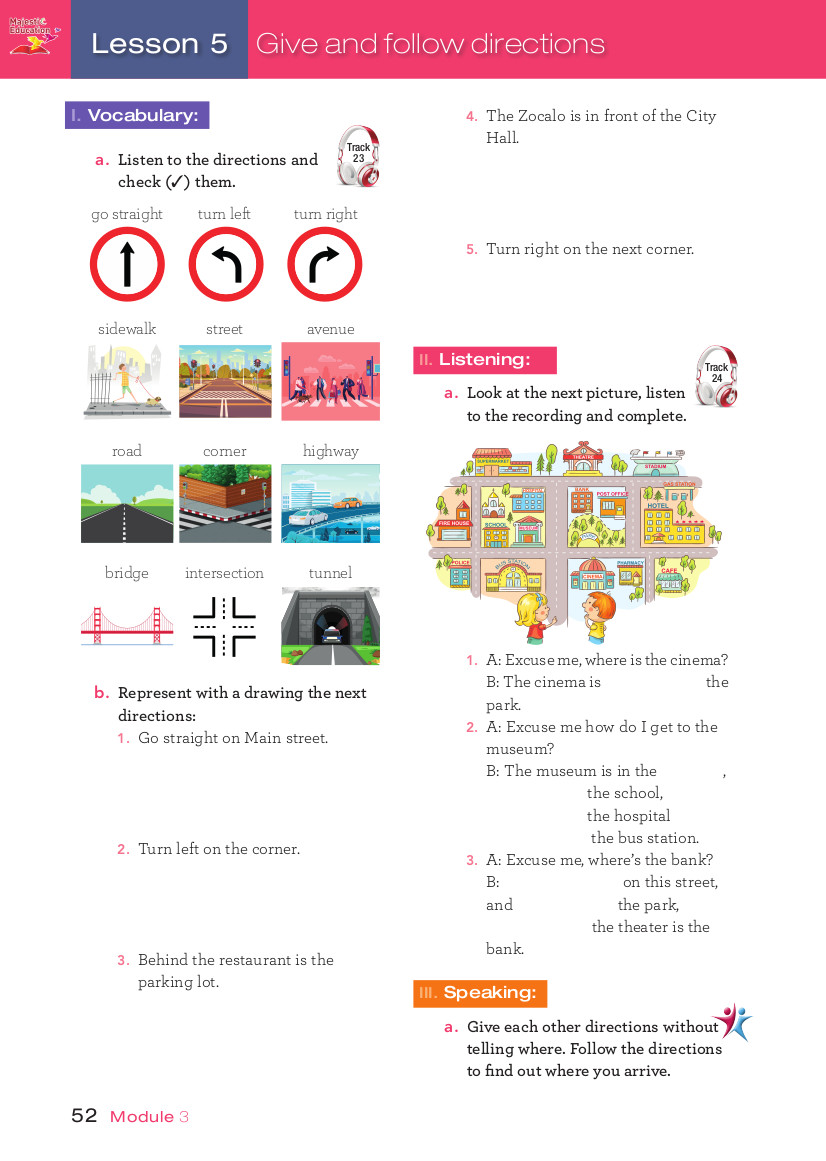 Majestic
Education
Lesson 5
Give and follow directions
I. Vocabulary:
a. Listen to the directions and
check (✓) them.
Track
23
go straight turn left turn right
sidewalk street avenue
road corner highway
bridge intersection tunnel
b. Represent with a drawing the next
directions:
1. Go straight on Main street.
2. Turn left on the corner.
3. Behind the restaurant is the
parking lot.
4. The Zocalo is in front of the City
Hall.
5. Turn right on the next corner.
II. Listening:
Track
24
a. Look at the next picture, listen
to the recording and complete.
SUPERMARKET
THEATRE
STADIUM
GAS STATION
BANK
POST OFFICE
HOTEL
FIRE HOUSE
SCHOOL
MUSEUM
POLICE
BUS STATION
CINEMA
PHARMACY
CAFE
1. A: Excuse me, where is the cinema?
B: The cinema is the
park.
2. A: Excuse me how do I get to the
museum?
B: The museum is in the ,
the school,
the hospital
the bus station.
3. A: Excuse me, where's the bank?
B: on this street,
and the park,
the theater is the
bank.
III. Speaking:
a. Give each other directions without
telling where. Follow the directions
to find out where you arrive.
52 Module 3